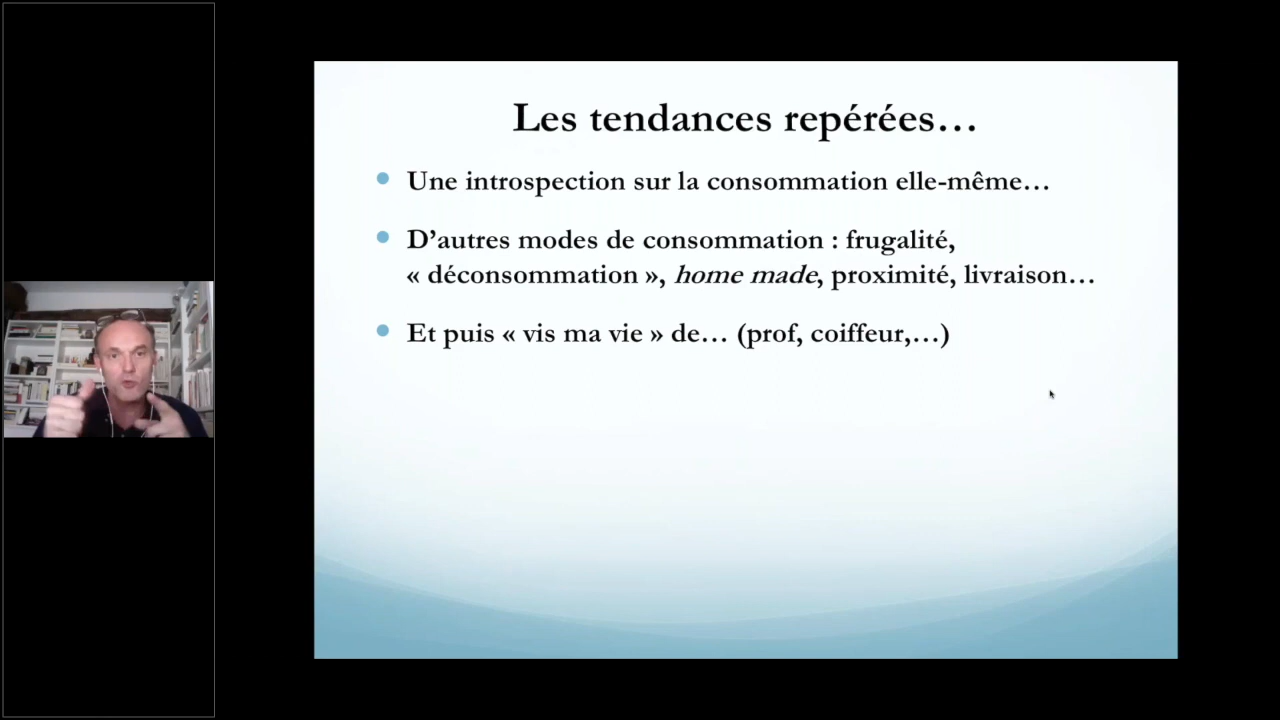 Les tendances repérées…
Une introspection sur la consommation elle-même…
D’autres modes de consommation : frugalité,
« déconsommation », home made, proximité, livraison…
Et puis « vis ma vie » de… (prof, coiffeur,…)